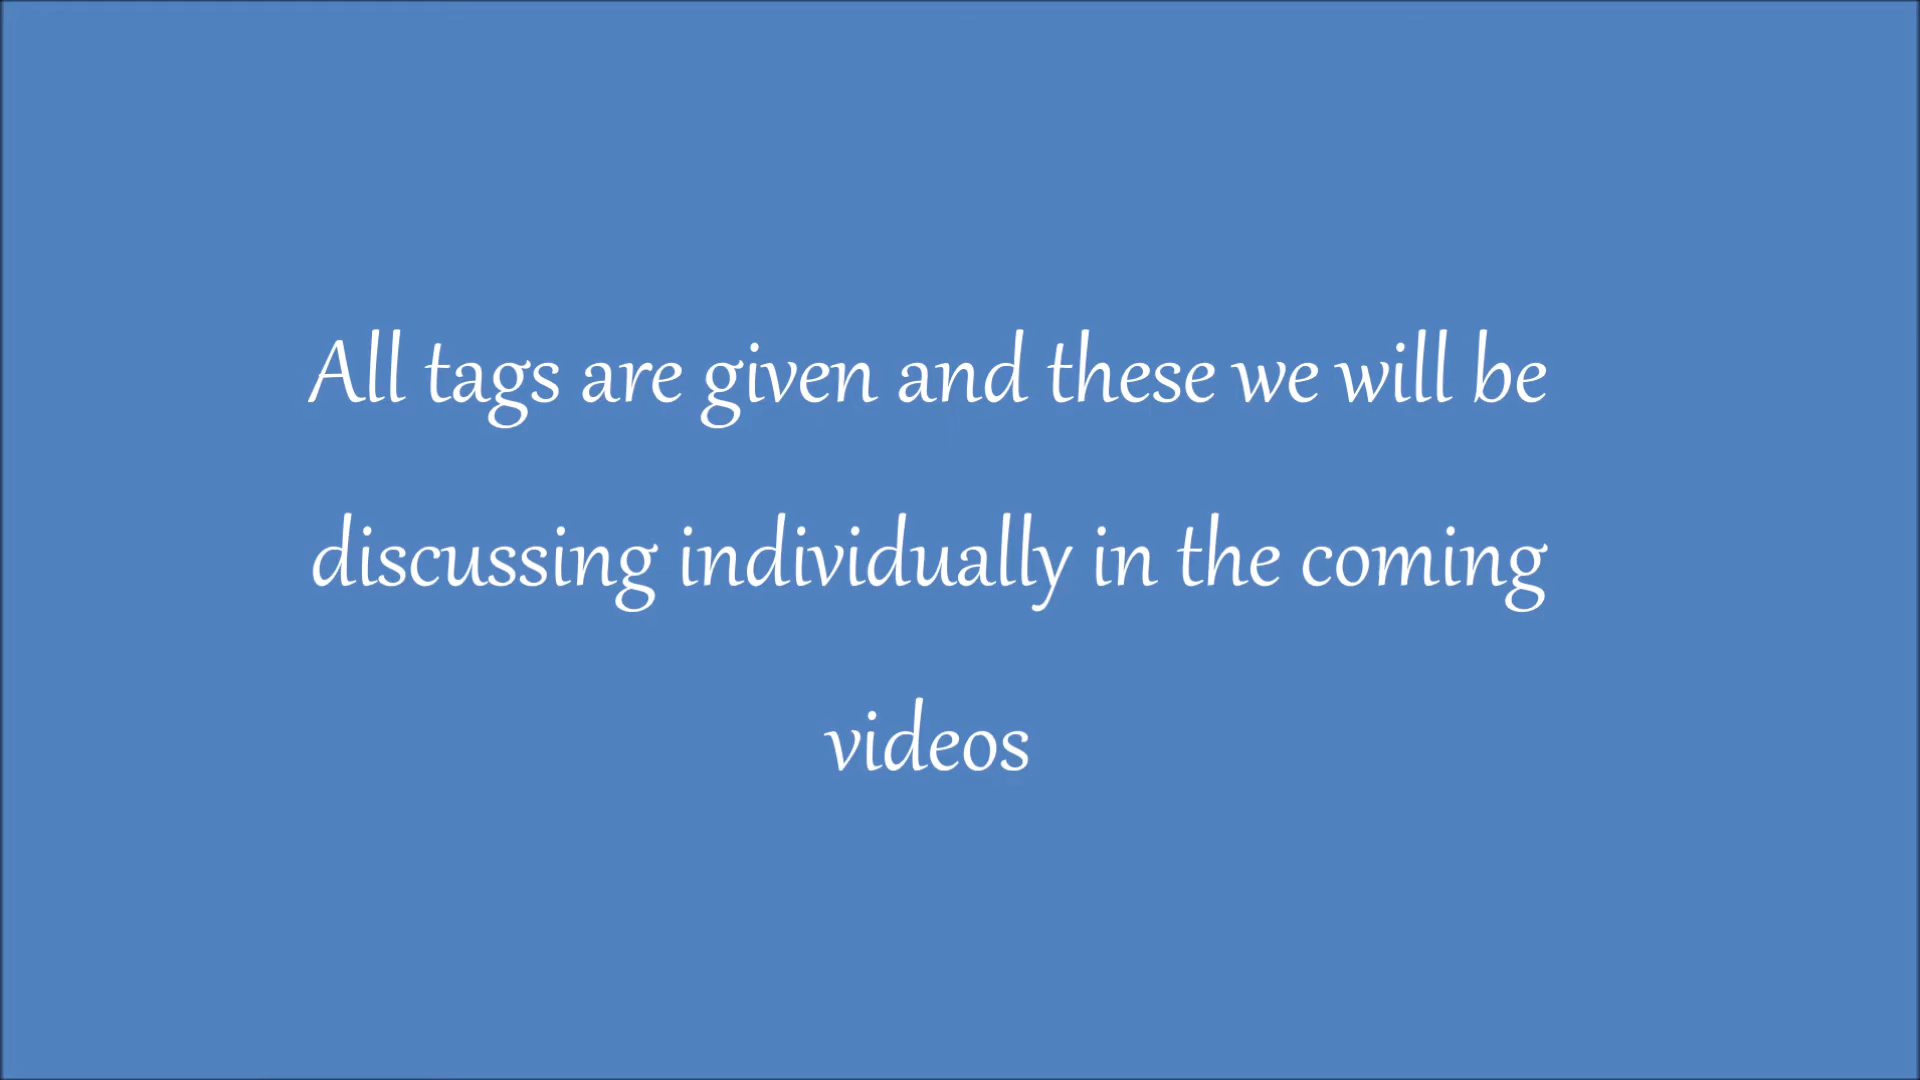 All tags are given and these we will be
discussing individually in the coming
videos